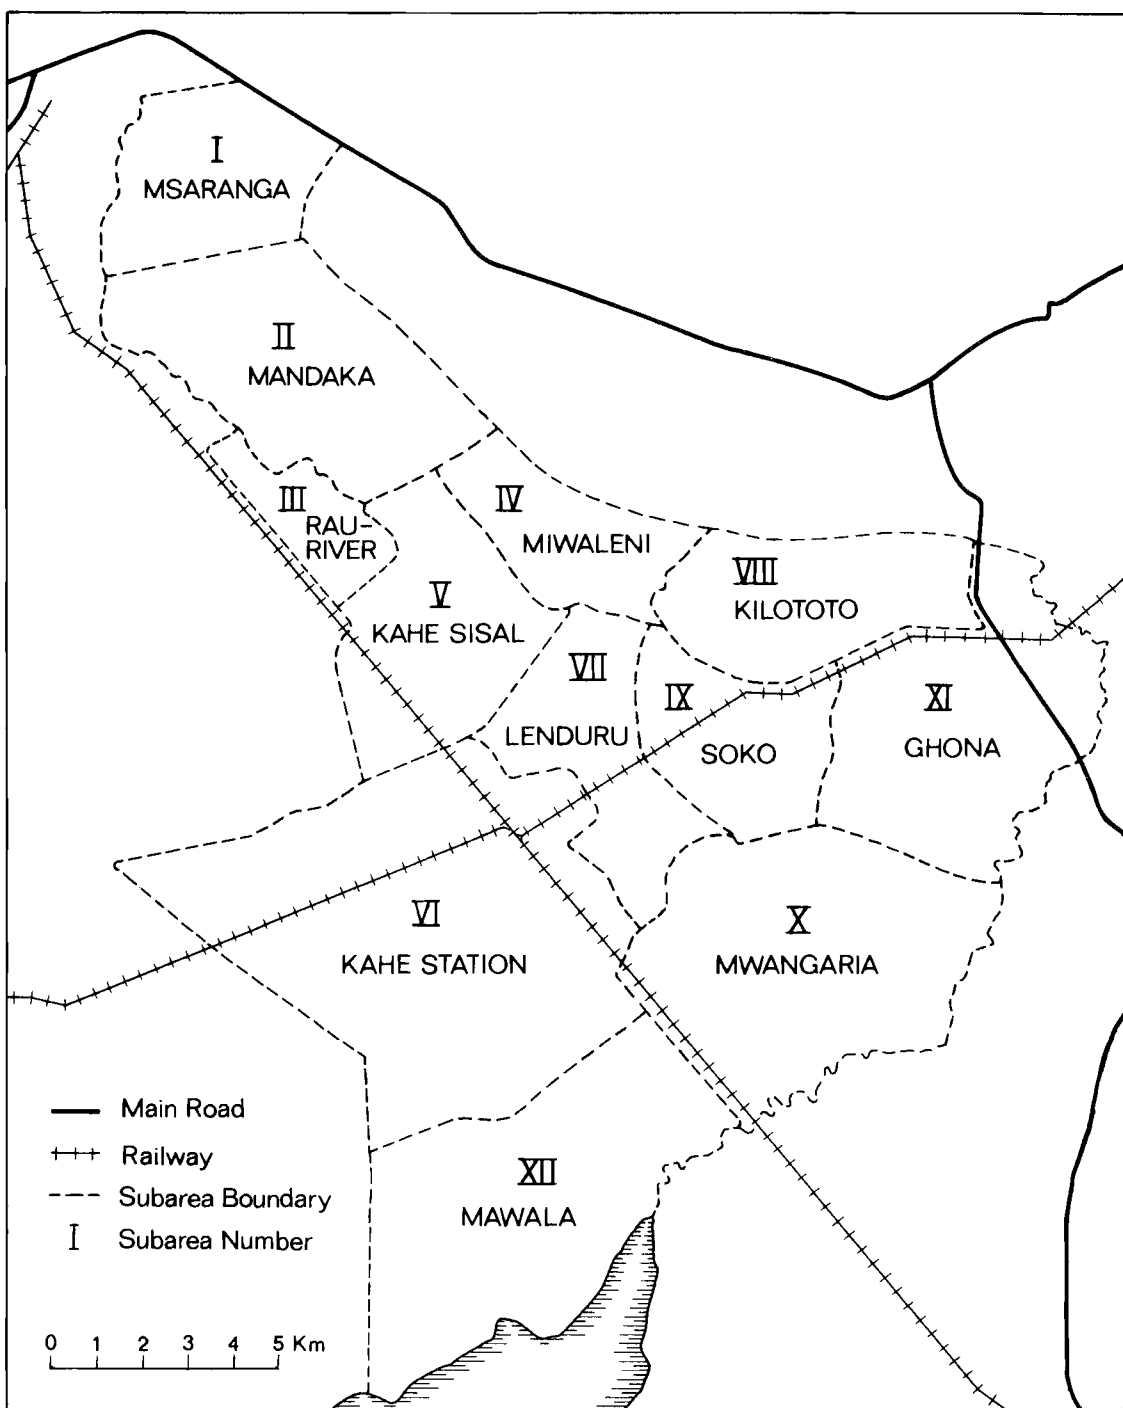 I
MSARANGA
II
MANDAKA
III
RAU-
RIVER
IV
MIWALENI
V
KAHE SISAL
VIII
KILOTOTO
VII
LENDURU
IX
SOKO
XI
GHONA
VI
KAHE STATION
X
MWANGARIA
XII
MAWALA
Main Road
Railway
Subarea Boundary
I Subarea Number
0 1 2 3 4 5 Km